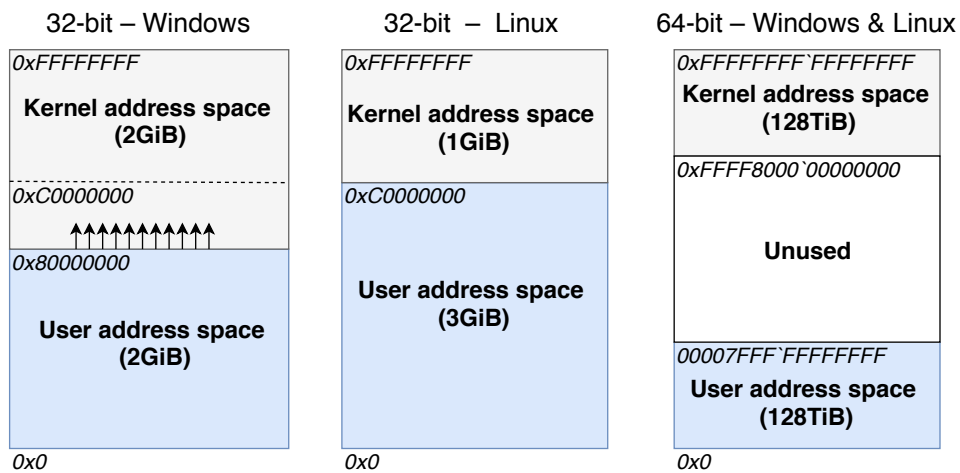 32-bit – Windows
0xFFFFFFFF
Kernel address space
(2GiB)
0xC0000000
0x80000000
User address space
(2GiB)
0x0
32-bit – Linux
0xFFFFFFFF
Kernel address space
(1GiB)
0xC0000000
User address space
(3GiB)
0x0
64-bit – Windows & Linux
0xFFFFFFFF`FFFFFFFF
Kernel address space
(128TiB)
0xFFFF8000`00000000
Unused
00007FFF`FFFFFFFF
User address space
(128TiB)
0x0